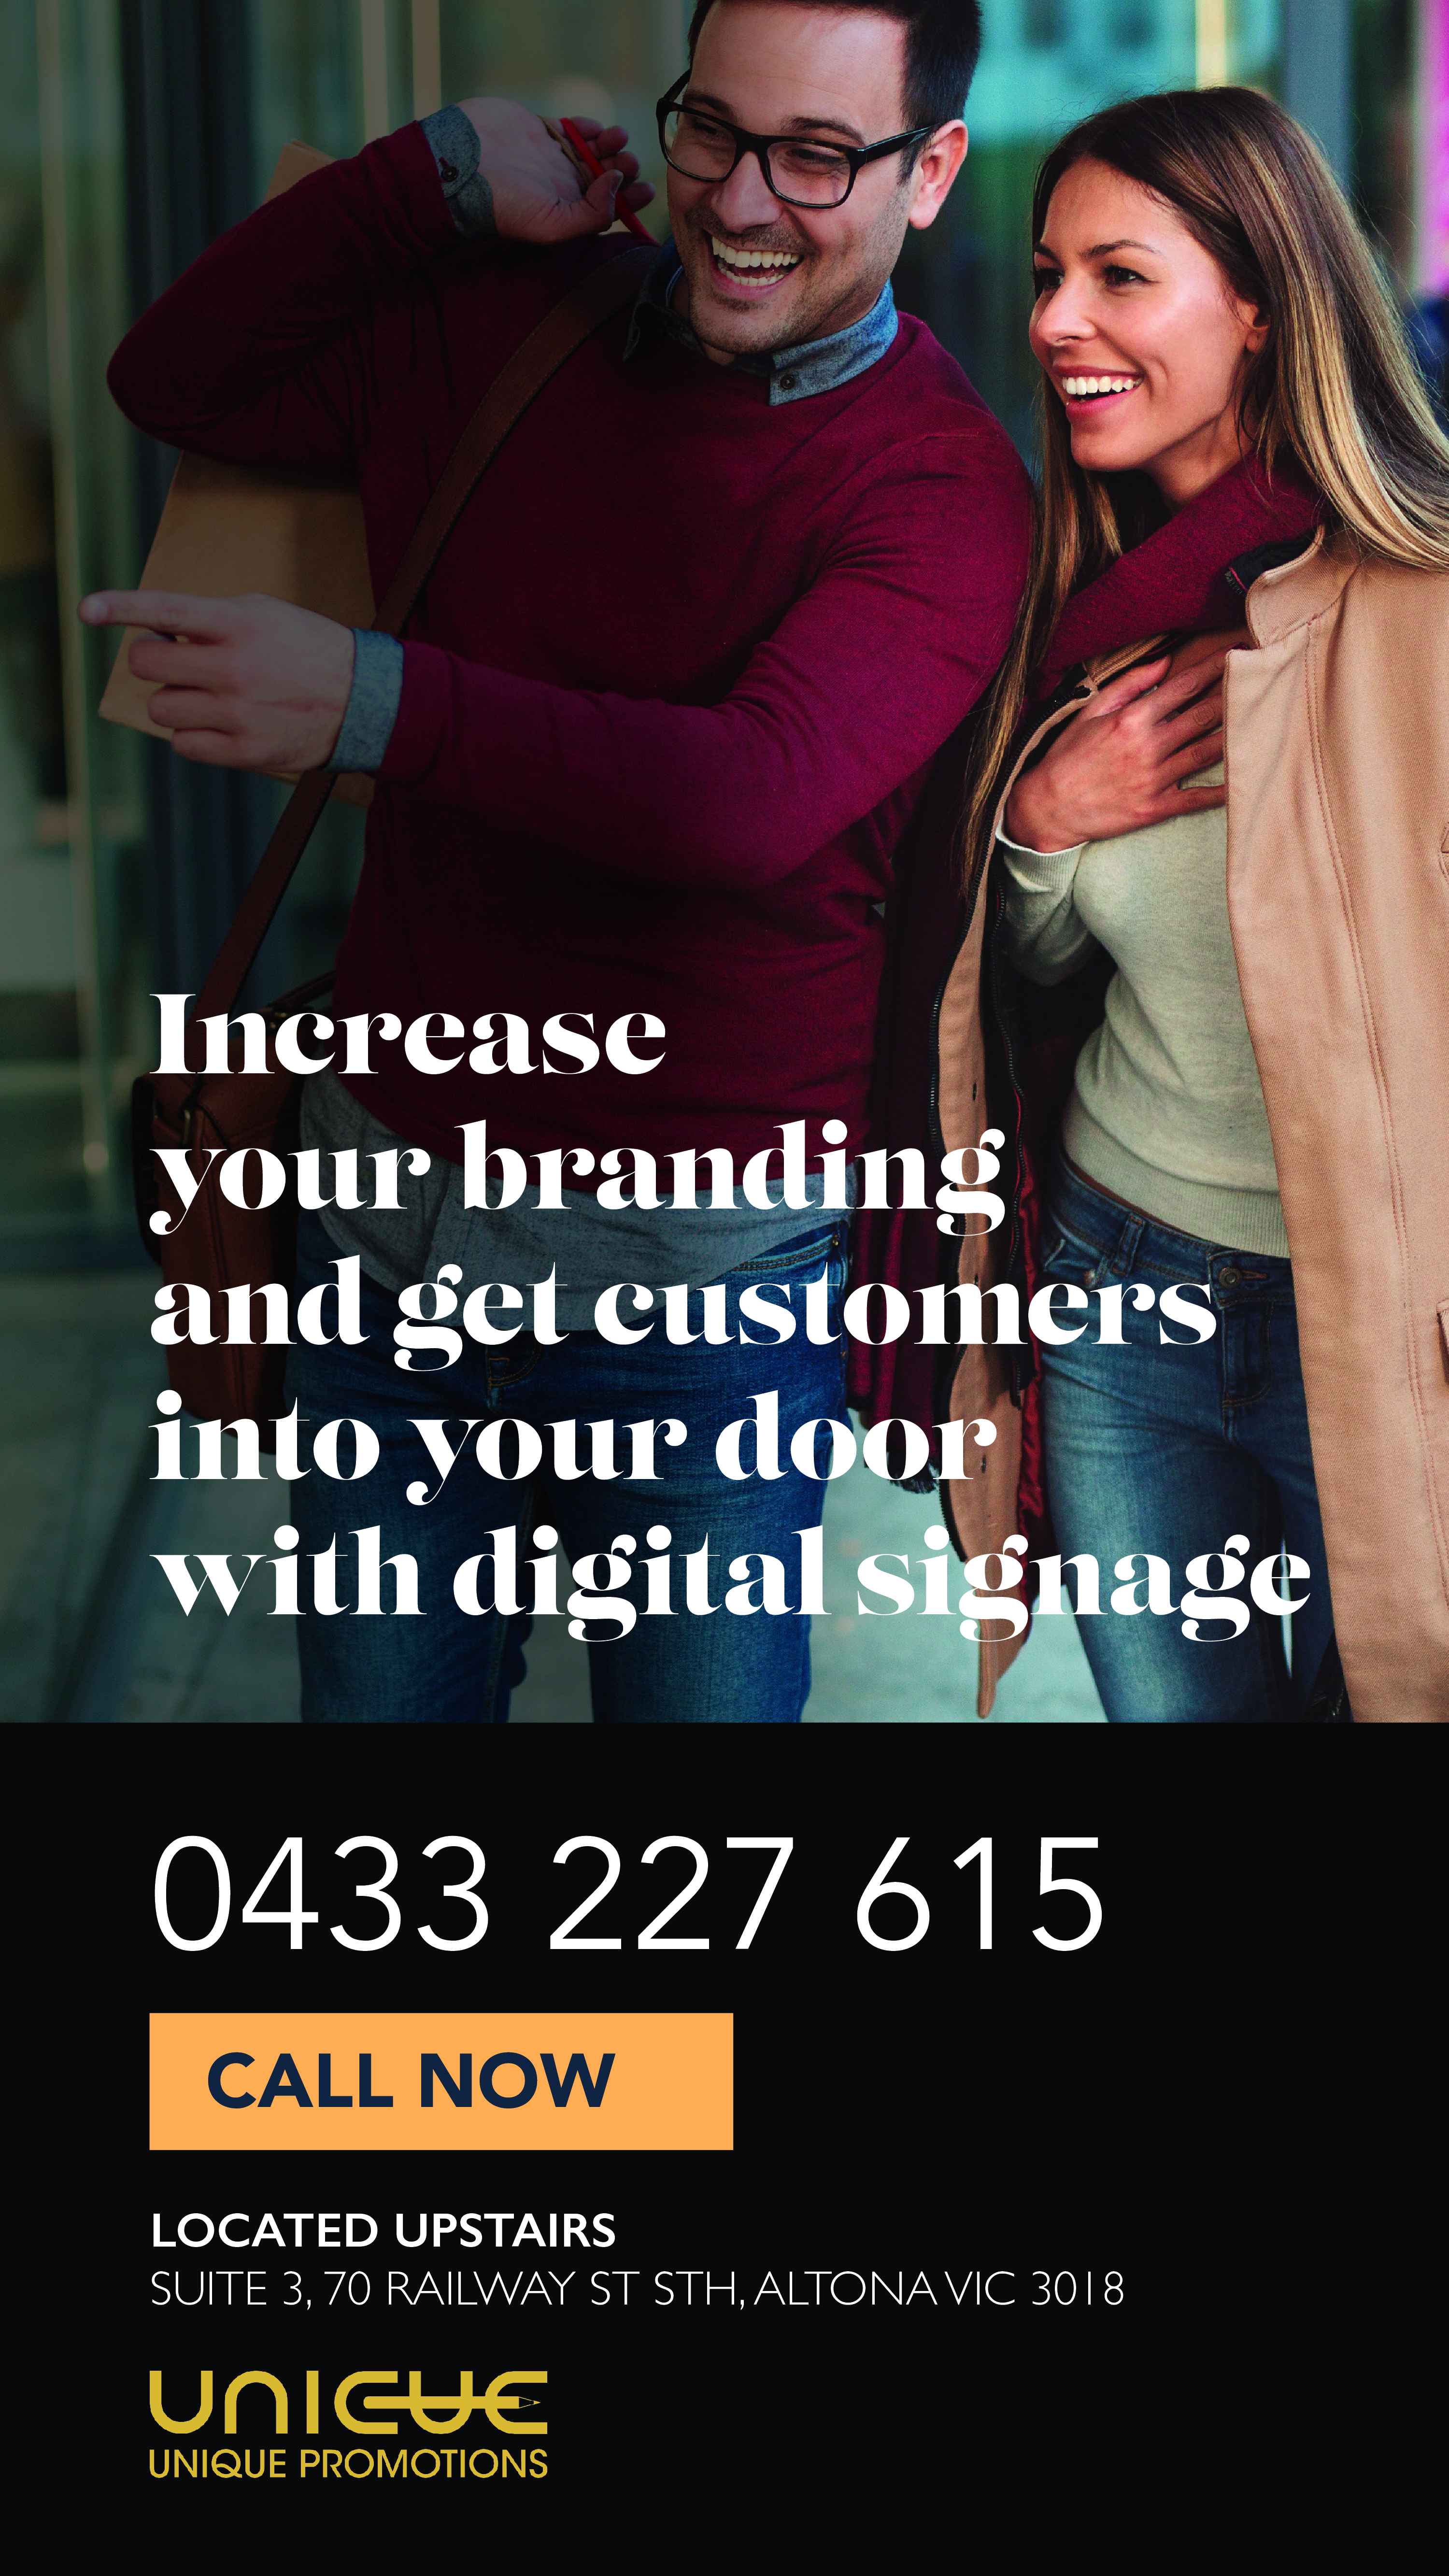 Increase
your branding
and get customers
into your door
with digital signage
0433 227 615
CALL NOW
LOCATED UPSTAIRS
SUITE 3, 70 RAILWAY ST STH, ALTONA VIC 3018
UNIQUE
UNIQUE PROMOTIONS